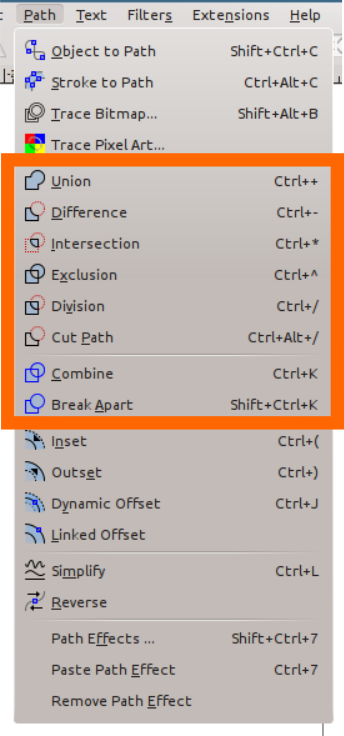 Path Text Filters Extensions Help
Object to Path Shift+Ctrl+C
Stroke to Path Ctrl+Alt+C
Trace Bitmap... Shift+Alt+B
Trace Pixel Art...
Union Ctrl++
Difference Ctrl+-
Intersection Ctrl+*
Exclusion Ctrl+^
Division Ctrl+/
Cut Path Ctrl+Alt+/
Combine Ctrl+K
Break Apart Shift+Ctrl+K
Inset Ctrl+(
Outset Ctrl+)
Dynamic Offset Ctrl+J
Linked Offset
Simplify Ctrl+L
Reverse
Path Effects ... Shift+Ctrl+7
Paste Path Effect Ctrl+7
Remove Path Effect